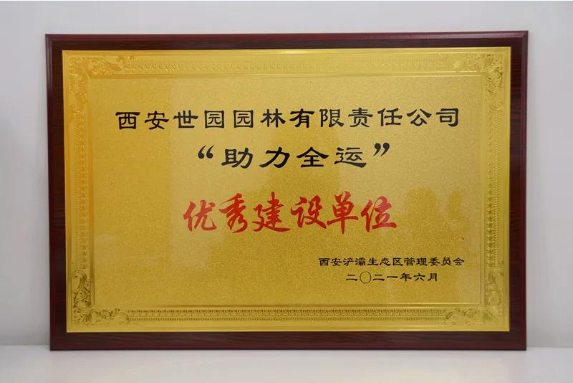 西安世园园林有限责任公司
“助力全运”
优秀建设单位
西安浐灞生态区管理委员会
二〇二一年六月